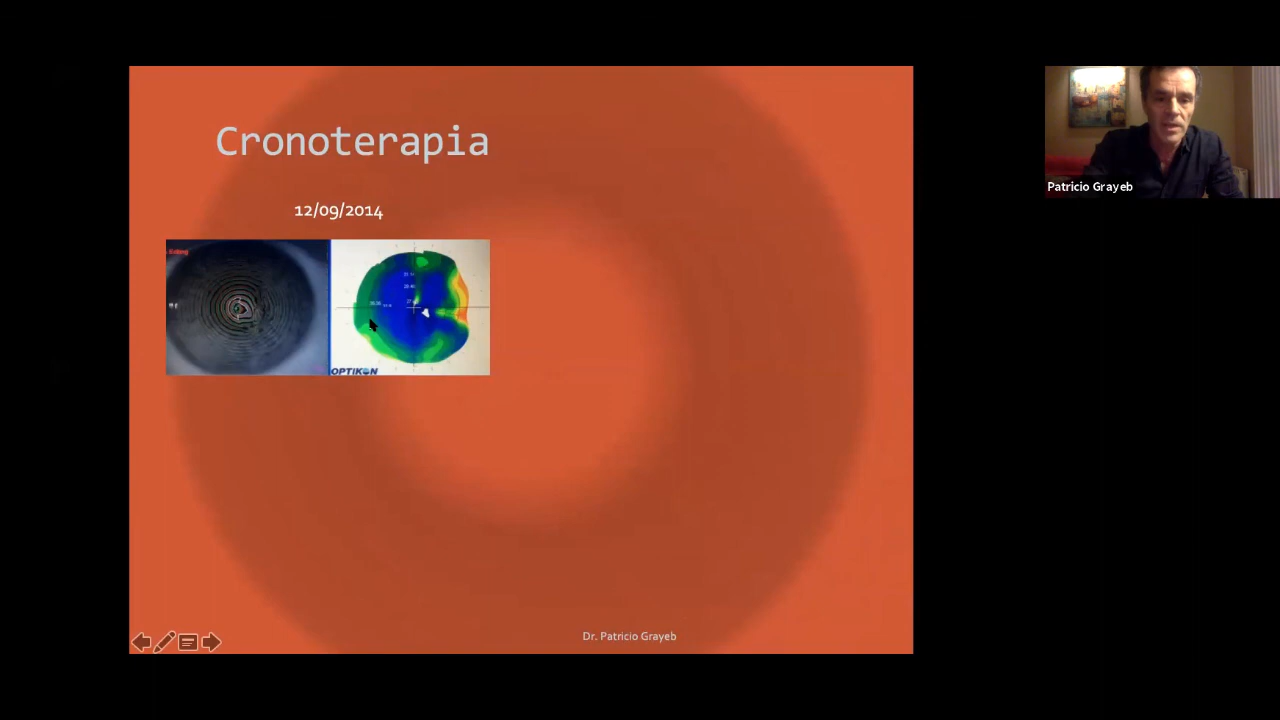 Cronoterapia
12/09/2014
OPTIKON
Dr. Patricio Grayeb
Patricio Grayeb